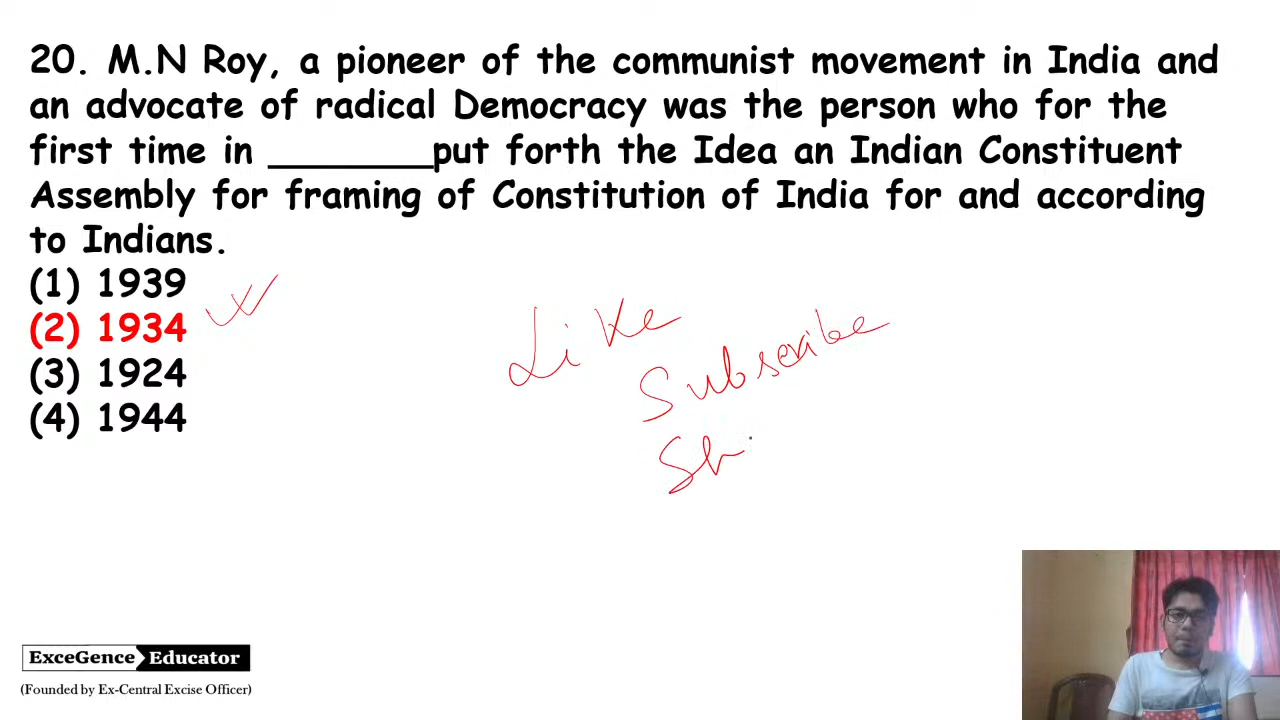 20. M.N Roy, a pioneer of the communist movement in India and
an advocate of radical Democracy was the person who for the
first time in ________put forth the Idea an Indian Constituent
Assembly for framing of Constitution of India for and according
to Indians.
(1) 1939
(2) 1934
(3) 1924
(4) 1944
Like
Subscribe
Sh
ExceGence Educator
(Founded by Ex-Central Excise Officer)